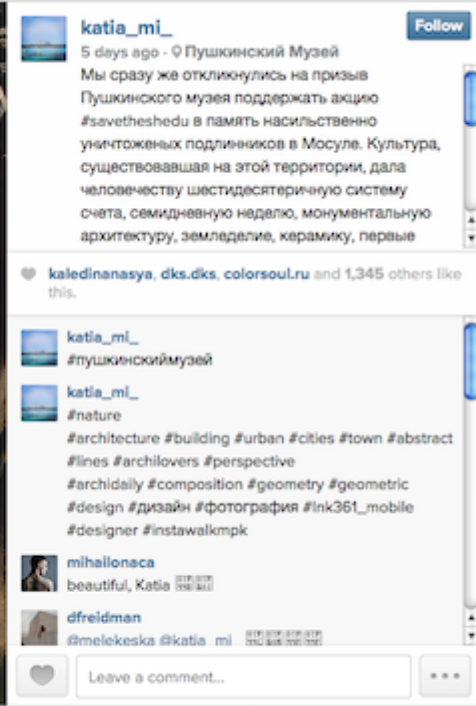 katia_mi_
Follow
5 days ago · Пушкинский Музей
Мы сразу же откликнулись на призыв
Пушкинского музея поддержать акцию
#savetheshedu в память насильственно
уничтоженых подлинников в Мосуле. Культура,
существовавшая на этой территории, дала
человечеству шестидесятеричную систему
счета, семидневную неделю, монументальную
архитектуру, земледелие, керамику, первые
kaledinanasya, dks.dks, colorsoul.ru and 1,345 others like
this.
katia_mi_
#пушкинскиймузей
katia_mi_
#nature
#architecture #building #urban #cities #town #abstract
#lines #archilovers #perspective
#archidaily #composition #geometry #geometric
#design #дизайн #фотография #lnk361_mobile
#designer #instawalkmpk
mihailonaca
beautiful, Katia
dfreidman
@melekeska @katia_mi_
Leave a comment...